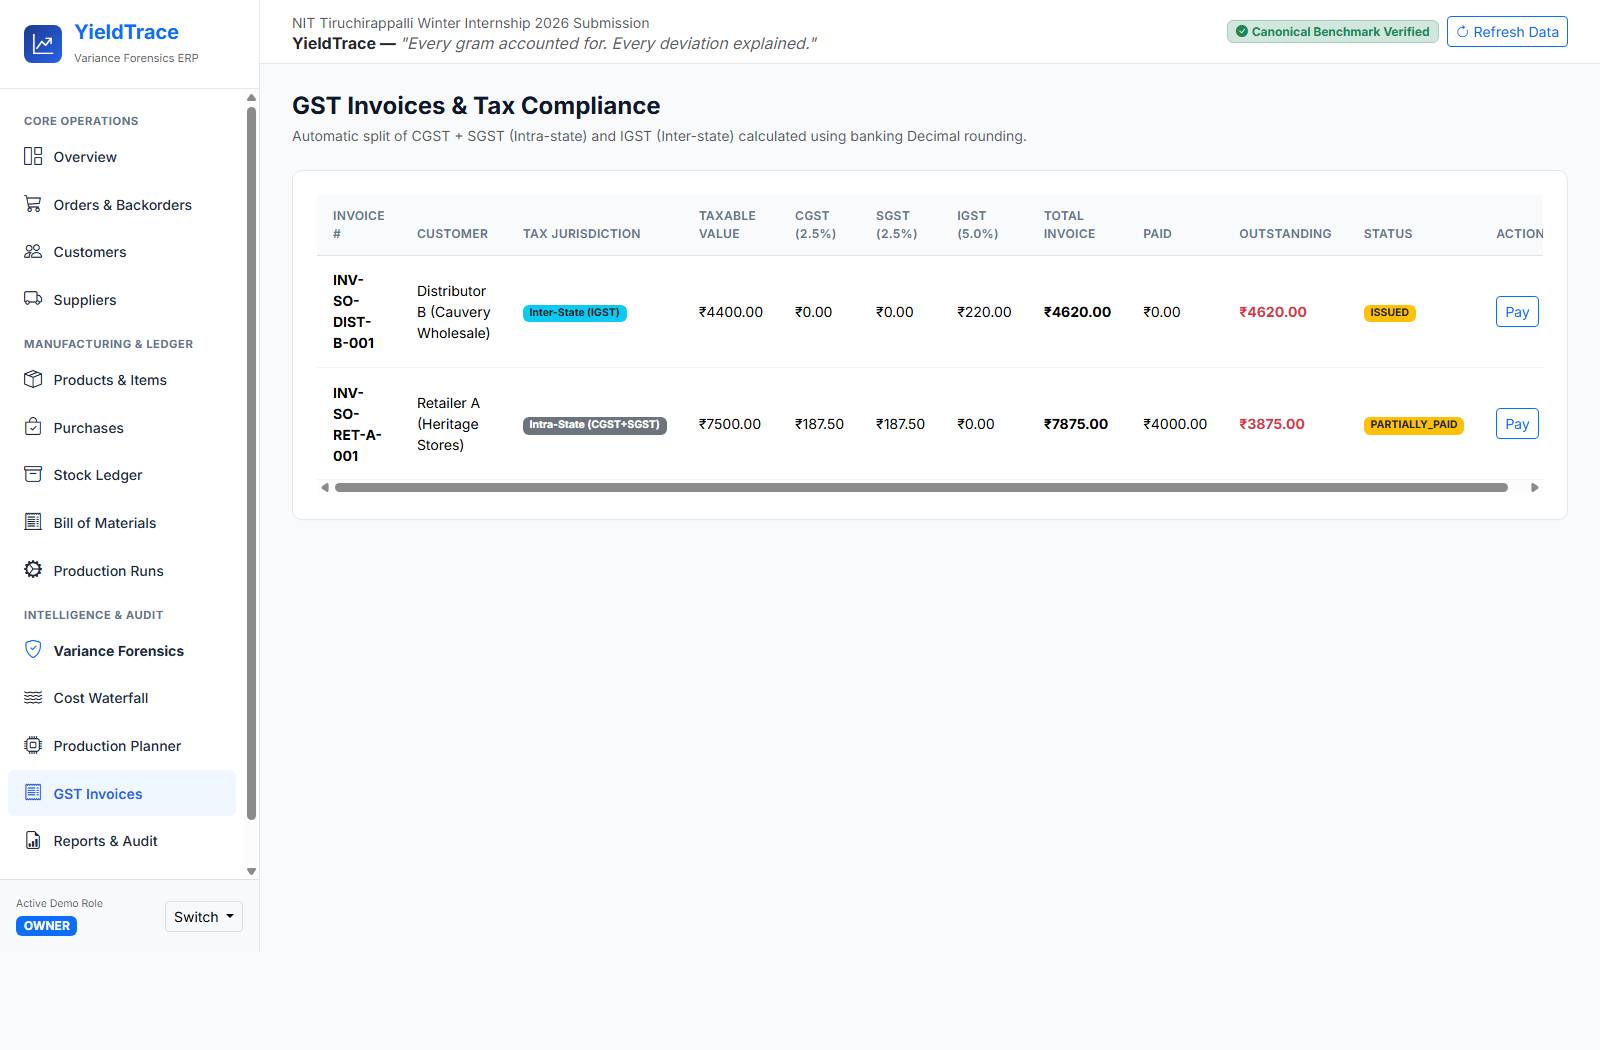 YieldTrace
Variance Forensics ERP
CORE OPERATIONS
Overview
Orders & Backorders
Customers
Suppliers
MANUFACTURING & LEDGER
Products & Items
Purchases
Stock Ledger
Bill of Materials
Production Runs
INTELLIGENCE & AUDIT
Variance Forensics
Cost Waterfall
Production Planner
GST Invoices
Reports & Audit
Active Demo Role
OWNER
Switch
NIT Tiruchirappalli Winter Internship 2026 Submission
YieldTrace — "Every gram accounted for. Every deviation explained."
Canonical Benchmark Verified
Refresh Data
GST Invoices & Tax Compliance
Automatic split of CGST + SGST (Intra-state) and IGST (Inter-state) calculated using banking Decimal rounding.
INVOICE
#
CUSTOMER
TAX JURISDICTION
TAXABLE
VALUE
CGST
(2.5%)
SGST
(2.5%)
IGST
(5.0%)
TOTAL
INVOICE
PAID
OUTSTANDING
STATUS
ACTION
INV-
SO-
DIST-
B-001
Distributor
B (Cauvery
Wholesale)
Inter-State (IGST)
₹4400.00
₹0.00
₹0.00
₹220.00
₹4620.00
₹0.00
₹4620.00
ISSUED
Pay
INV-
SO-
RET-A-
001
Retailer A
(Heritage
Stores)
Intra-State (CGST+SGST)
₹7500.00
₹187.50
₹187.50
₹0.00
₹7875.00
₹4000.00
₹3875.00
PARTIALLY_PAID
Pay